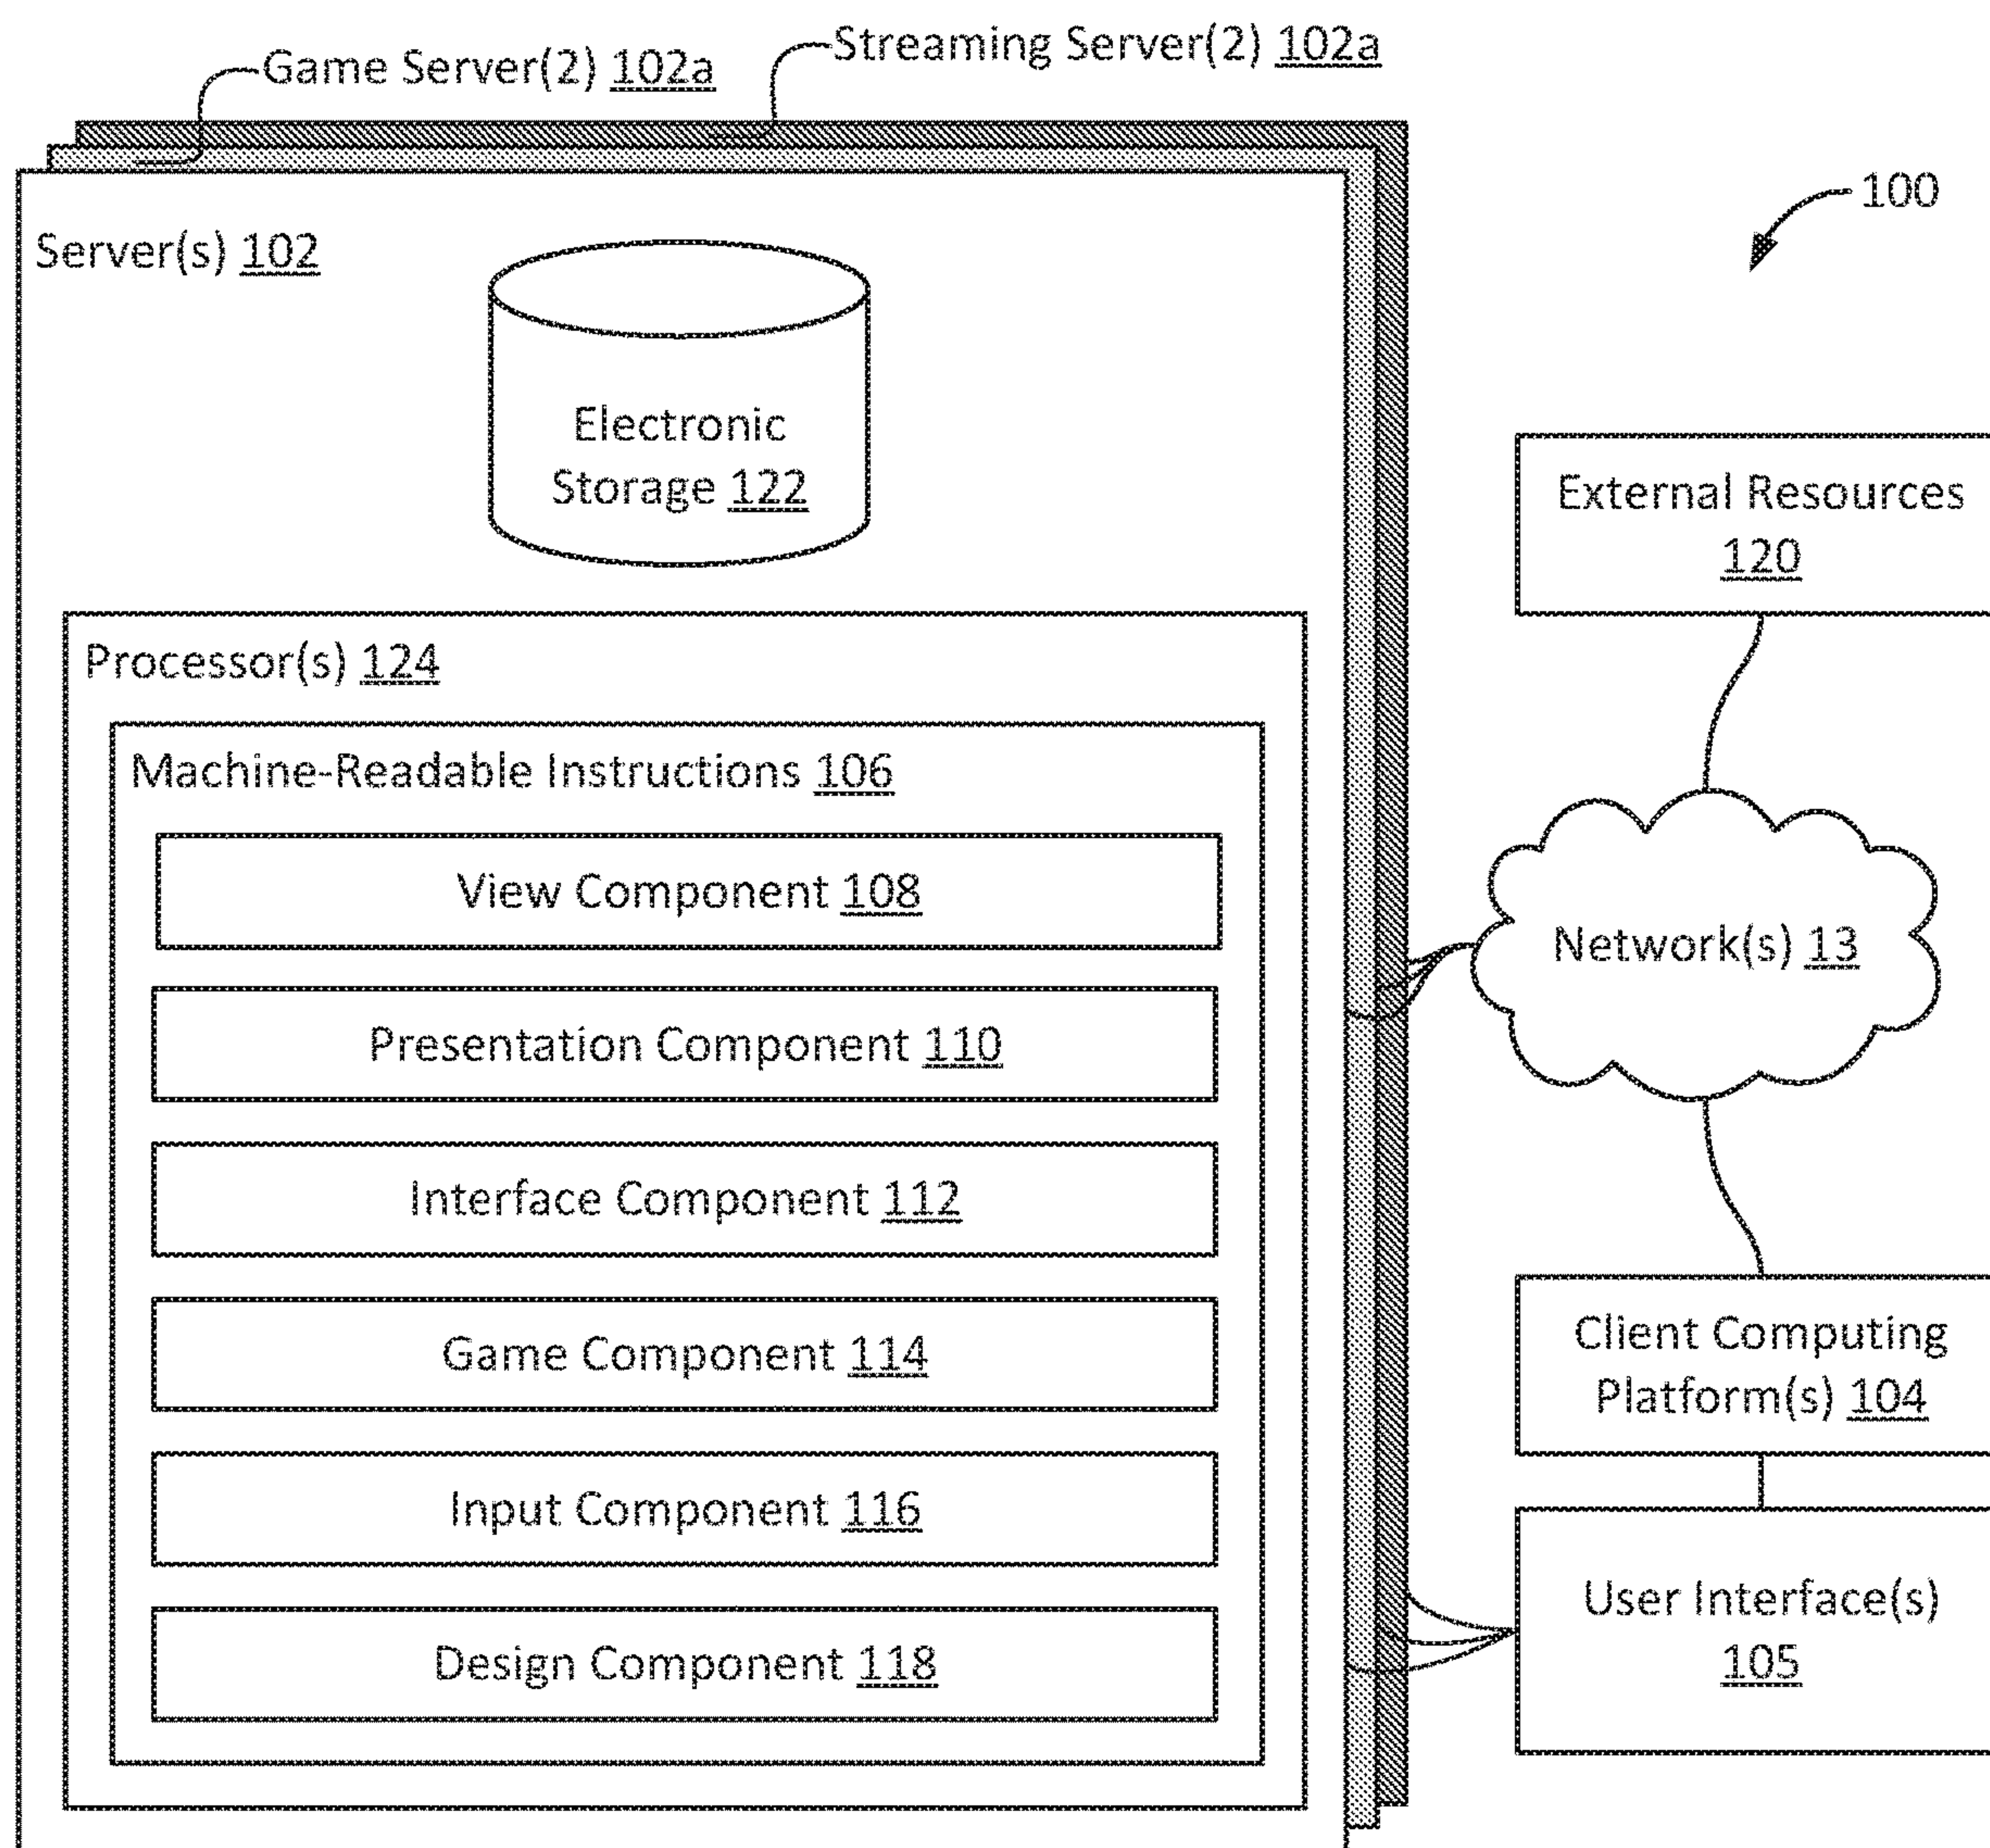 Game Server(2) 102a
Streaming Server(2) 102a
100
Server(s) 102
Electronic
Storage 122
Processor(s) 124
Machine-Readable Instructions 106
View Component 108
Presentation Component 110
Interface Component 112
Game Component 114
Input Component 116
Design Component 118
External Resources
120
Network(s) 13
Client Computing
Platform(s) 104
User Interface(s)
105